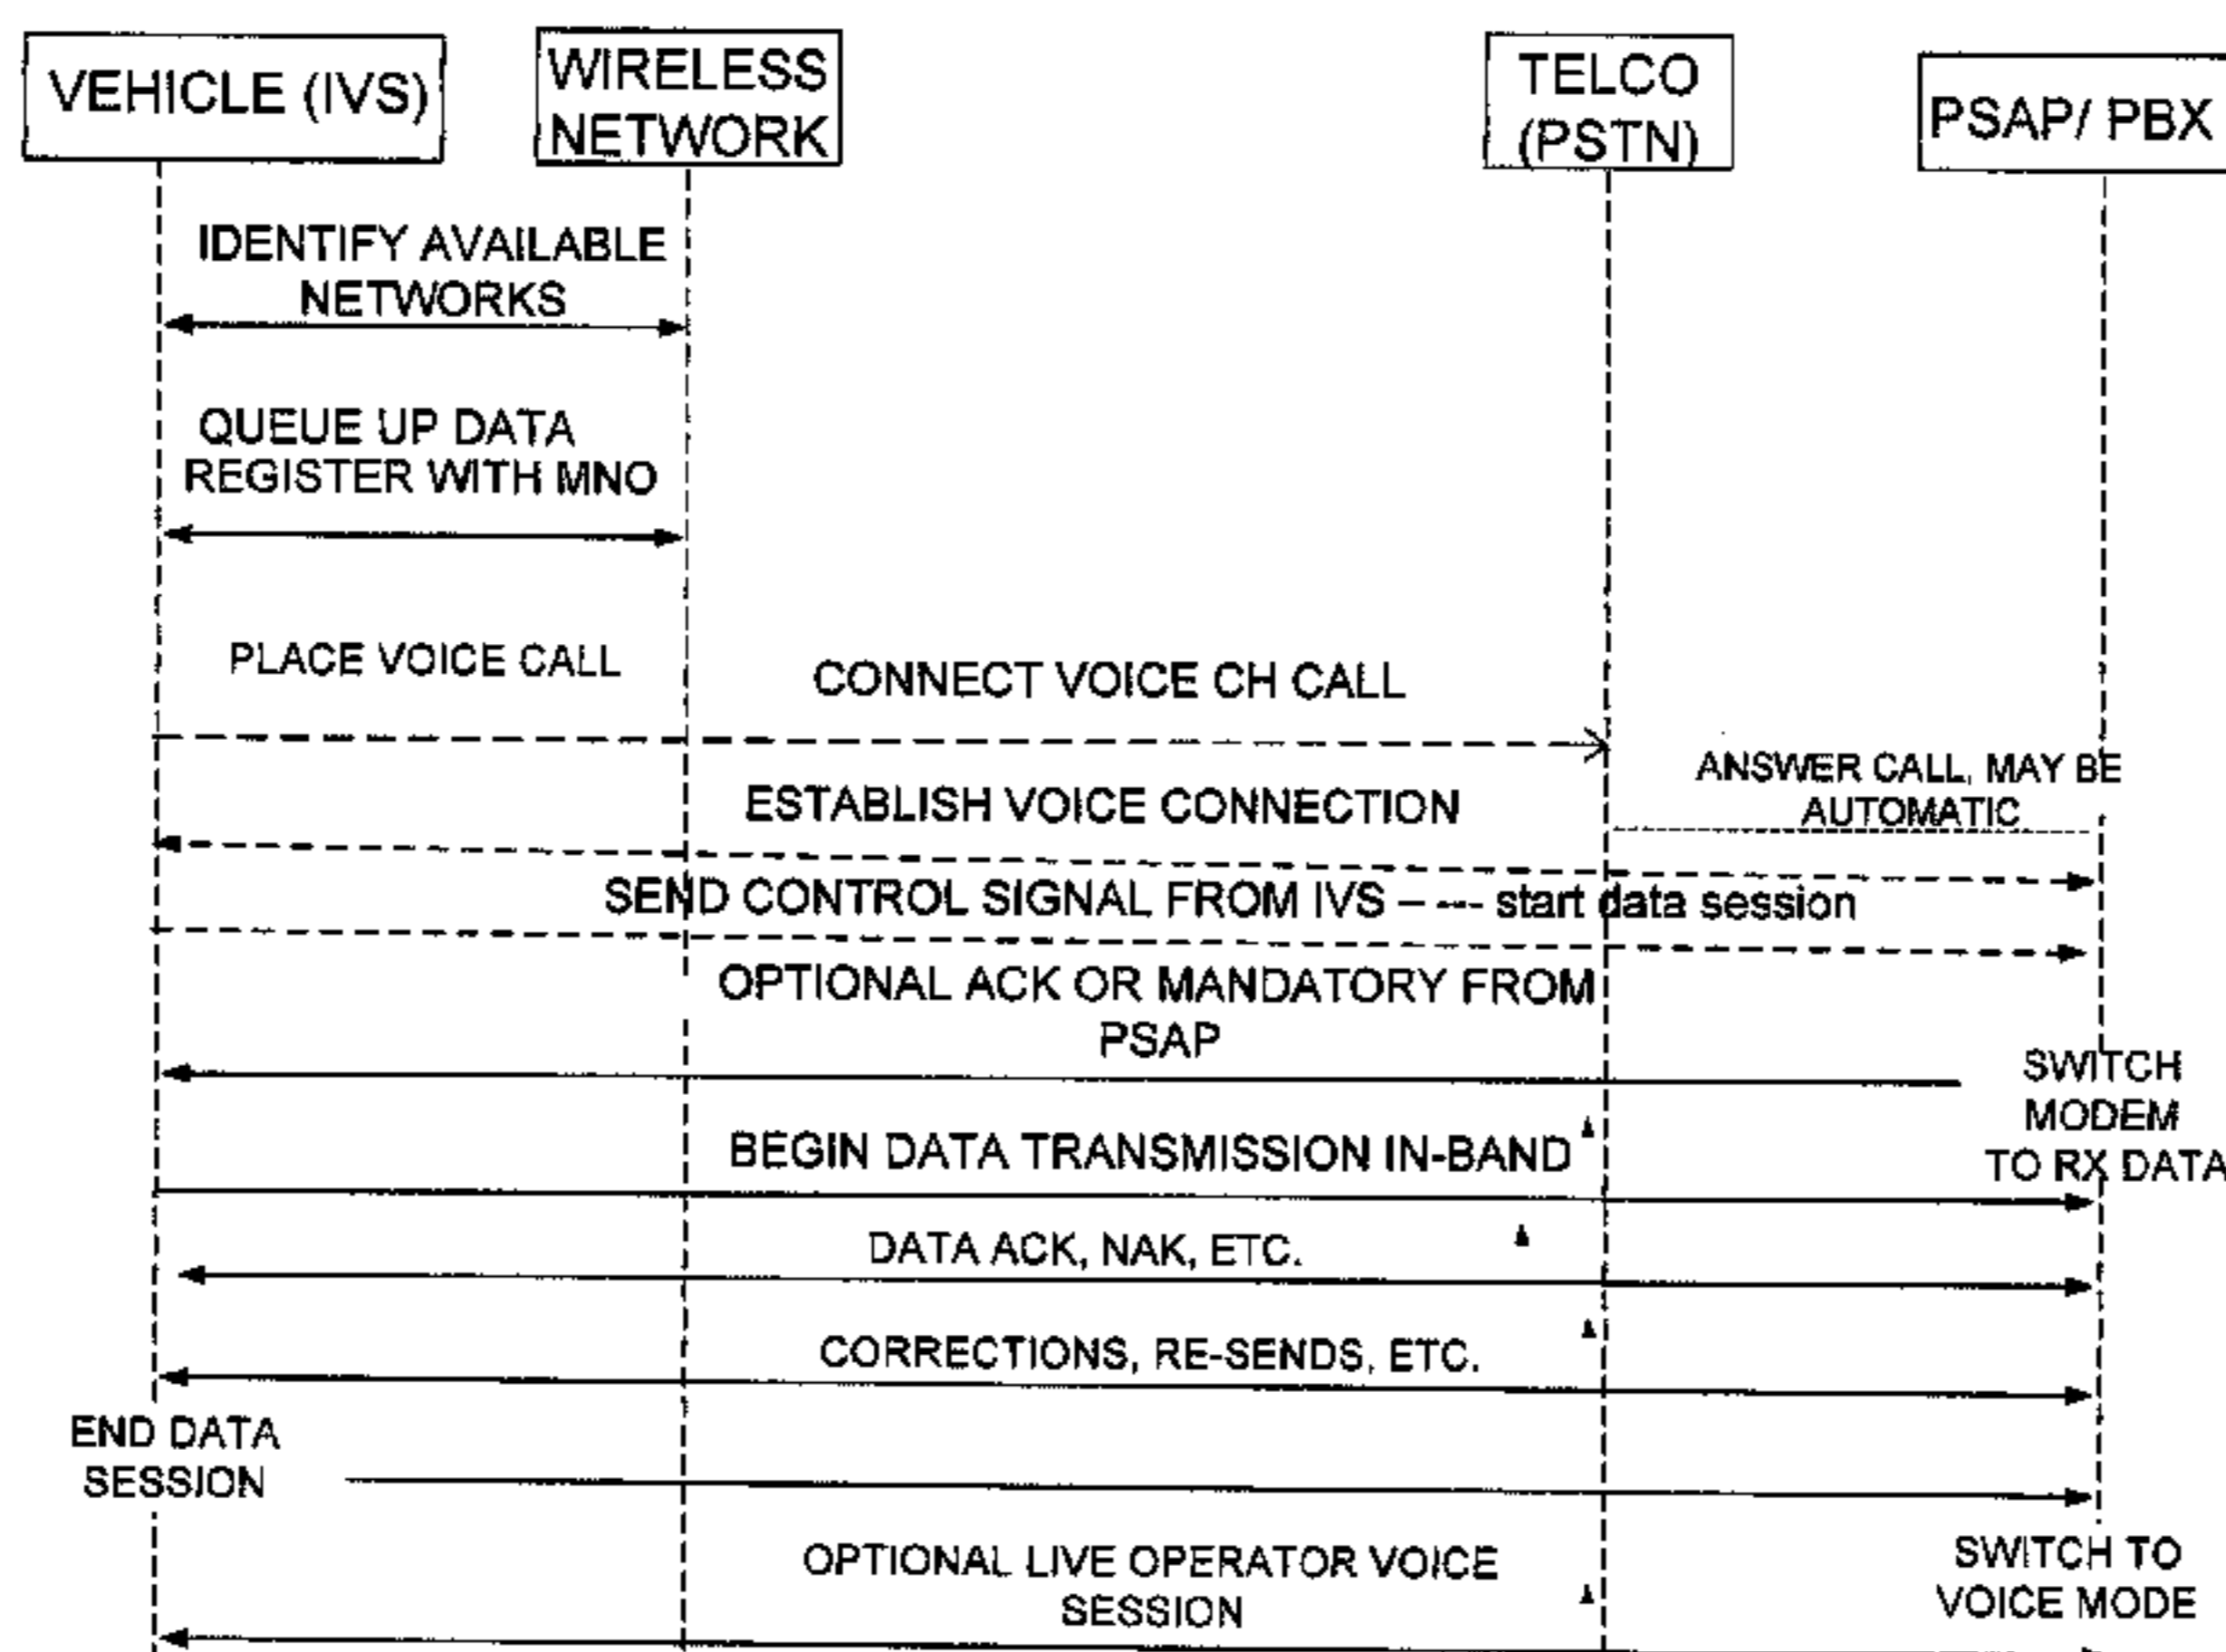 VEHICLE (IVS)
WIRELESS
NETWORK
TELCO
(PSTN)
PSAP/ PBX
IDENTIFY AVAILABLE
NETWORKS
QUEUE UP DATA
REGISTER WITH MNO
PLACE VOICE CALL
CONNECT VOICE CH CALL
ANSWER CALL, MAY BE
AUTOMATIC
ESTABLISH VOICE CONNECTION
SEND CONTROL SIGNAL FROM IVS – --- start data session
OPTIONAL ACK OR MANDATORY FROM
PSAP
SWITCH
MODEM
TO RX DATA
BEGIN DATA TRANSMISSION IN-BAND
DATA ACK, NAK, ETC.
CORRECTIONS, RE-SENDS, ETC.
END DATA
SESSION
OPTIONAL LIVE OPERATOR VOICE
SESSION
SWITCH TO
VOICE MODE